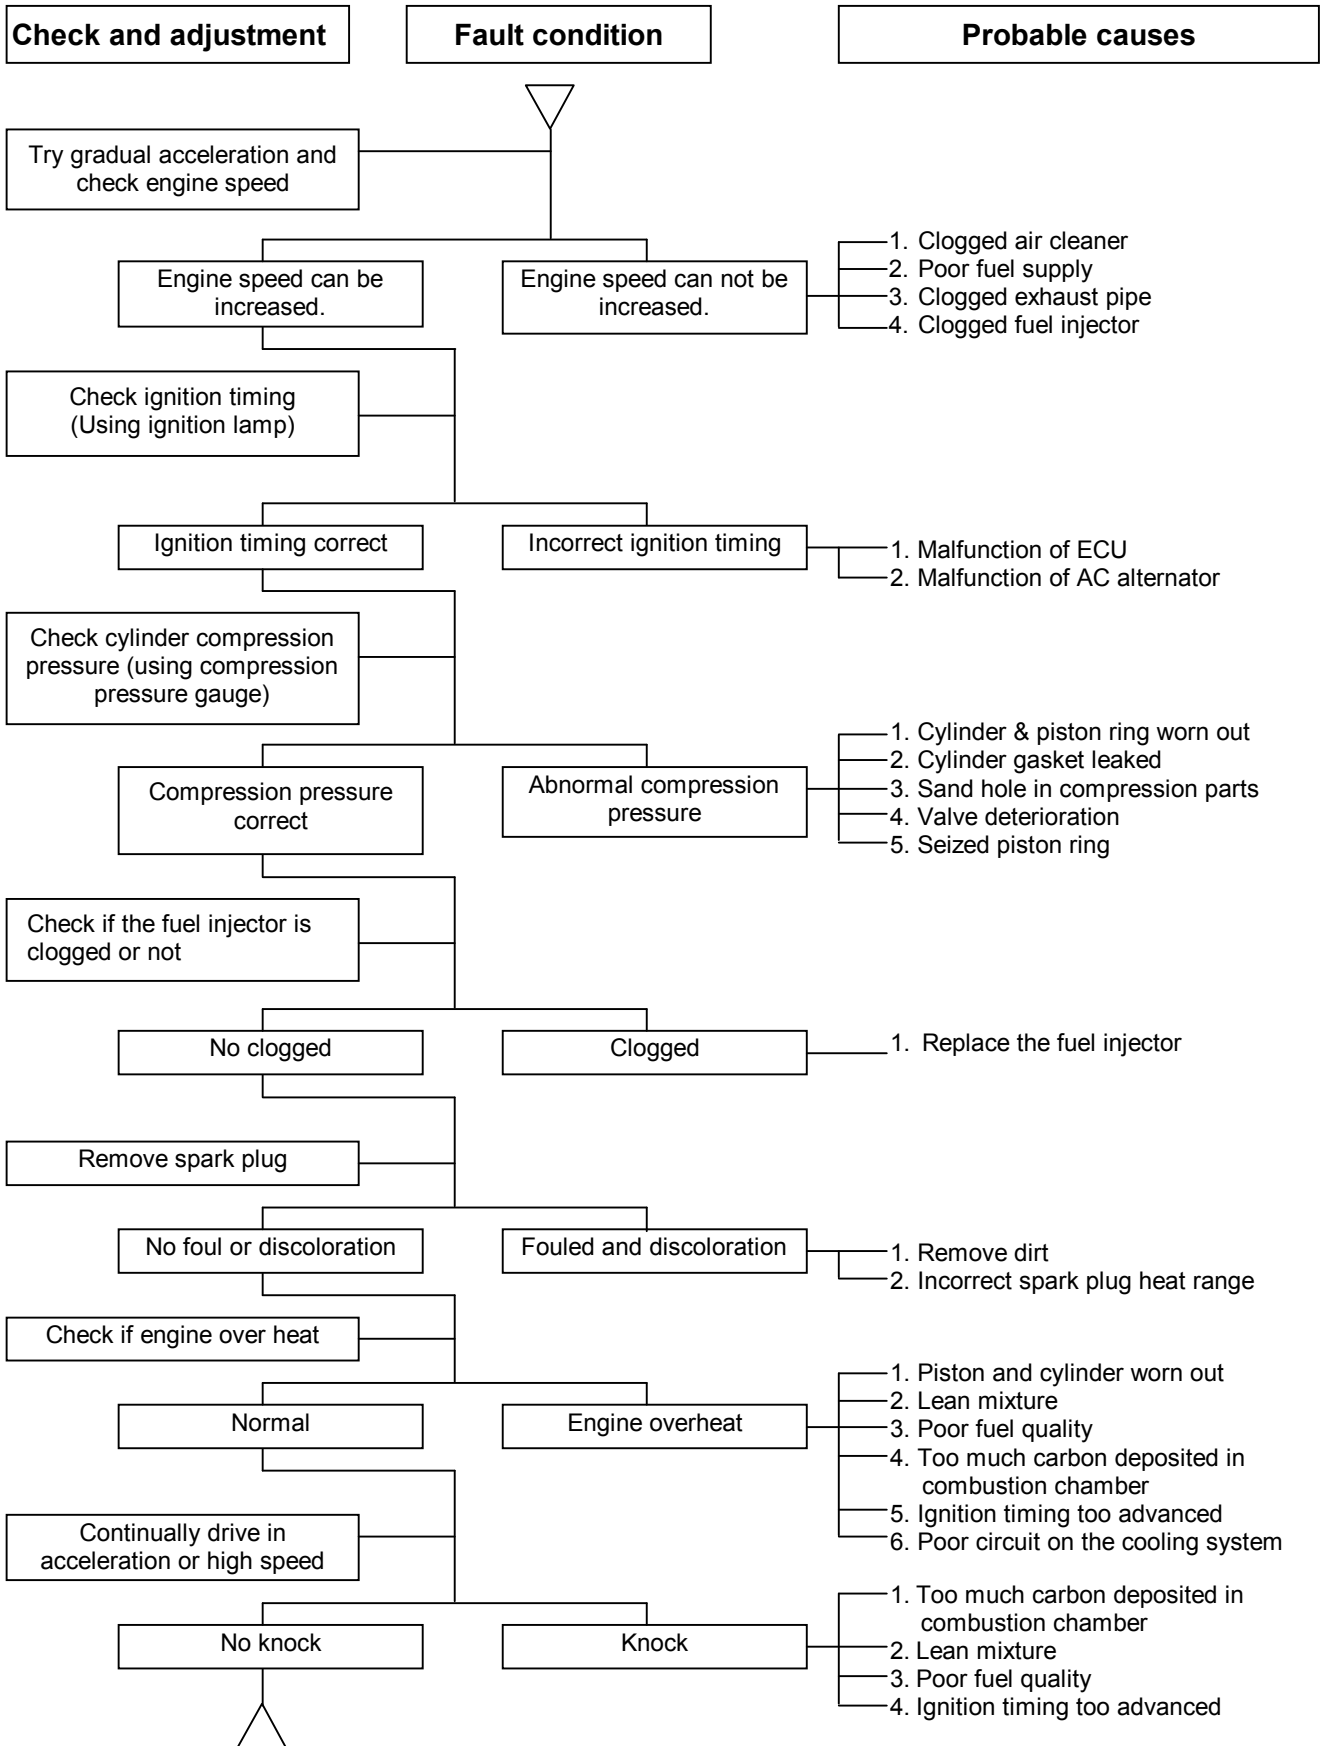 Check and adjustment
Fault condition
Probable causes
Try gradual acceleration and
check engine speed
Engine speed can be
increased.
Engine speed can not be
increased.
1. Clogged air cleaner
2. Poor fuel supply
3. Clogged exhaust pipe
4. Clogged fuel injector
Check ignition timing
(Using ignition lamp)
Ignition timing correct
Incorrect ignition timing
1. Malfunction of ECU
2. Malfunction of AC alternator
Check cylinder compression
pressure (using compression
pressure gauge)
Compression pressure
correct
Abnormal compression
pressure
1. Cylinder & piston ring worn out
2. Cylinder gasket leaked
3. Sand hole in compression parts
4. Valve deterioration
5. Seized piston ring
Check if the fuel injector is
clogged or not
No clogged
Clogged
1. Replace the fuel injector
Remove spark plug
No foul or discoloration
Fouled and discoloration
1. Remove dirt
2. Incorrect spark plug heat range
Check if engine over heat
Normal
Engine overheat
1. Piston and cylinder worn out
2. Lean mixture
3. Poor fuel quality
4. Too much carbon deposited in
combustion chamber
5. Ignition timing too advanced
6. Poor circuit on the cooling system
Continually drive in
acceleration or high speed
No knock
Knock
1. Too much carbon deposited in
combustion chamber
2. Lean mixture
3. Poor fuel quality
4. Ignition timing too advanced